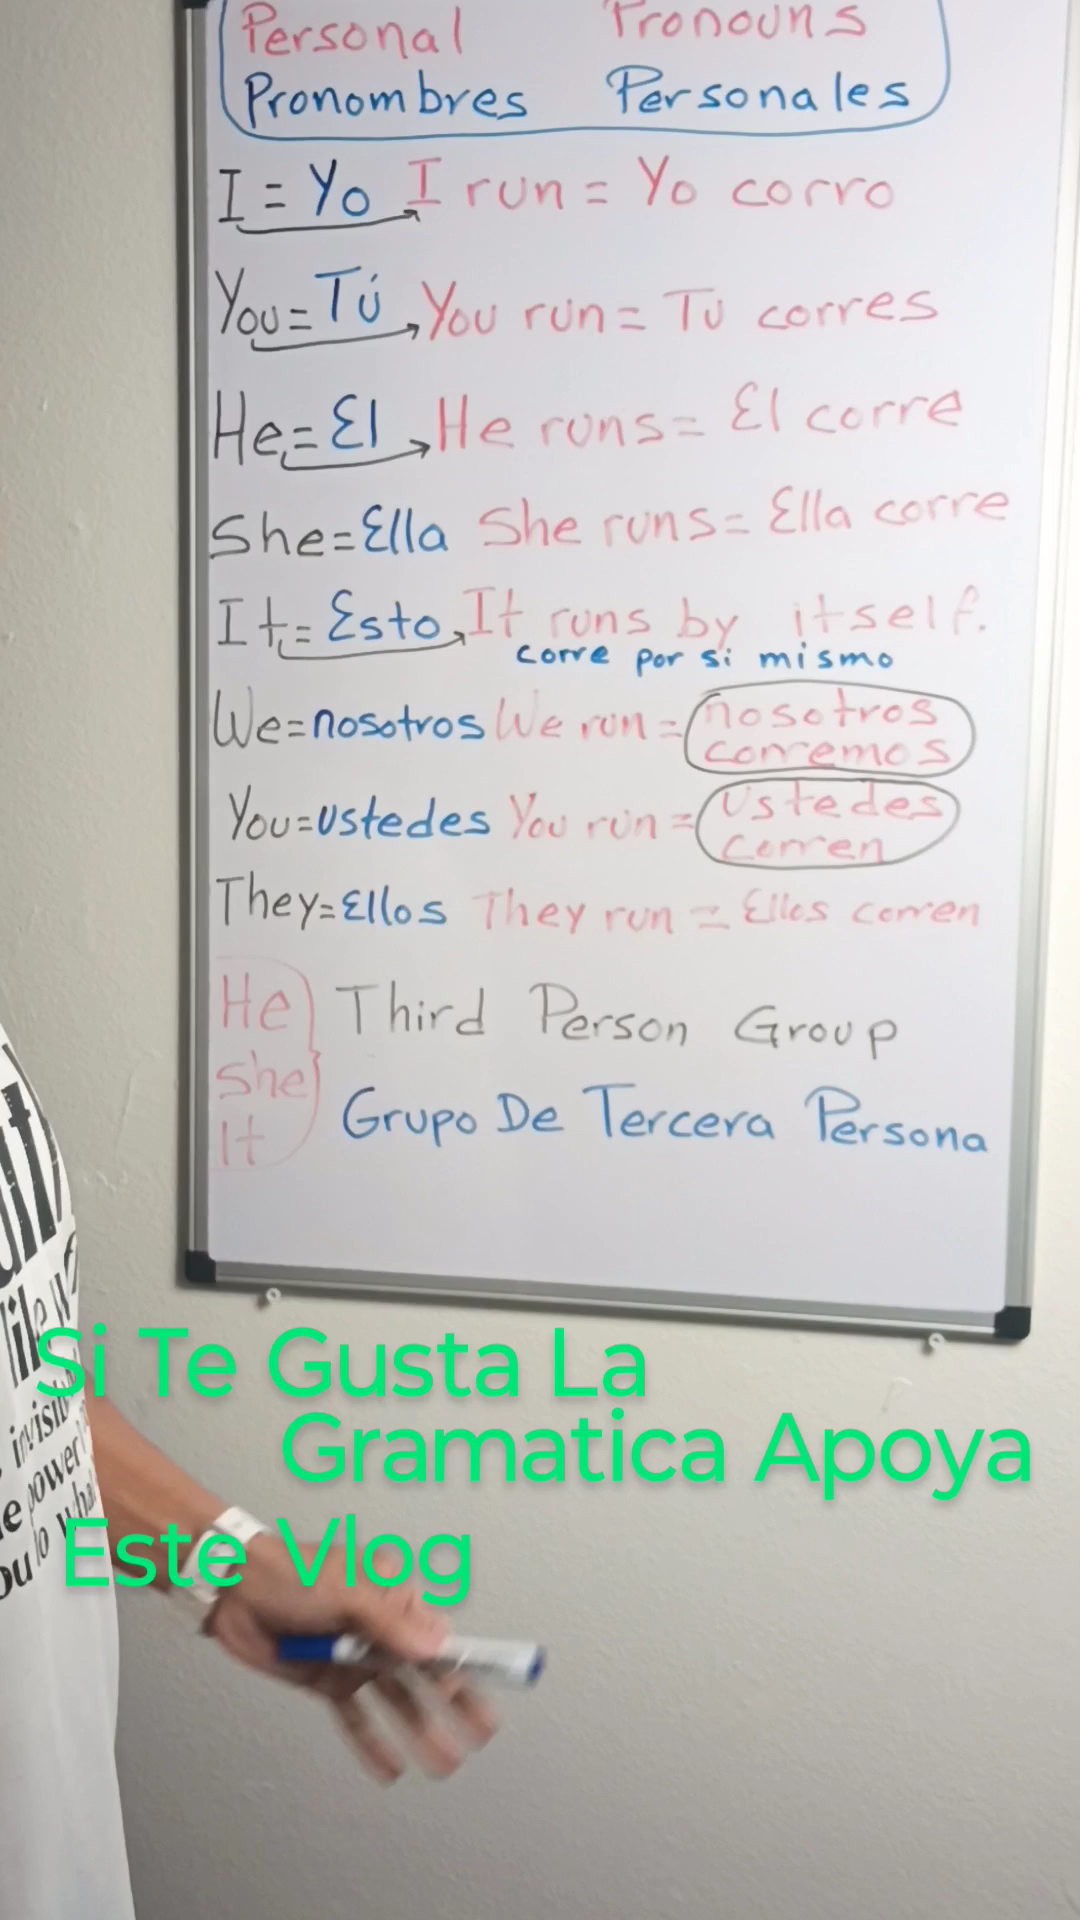 Personal Pronouns
Pronombres Personales
I = Yo I run = Yo corro
You = Tú You run = Tu corres
He = El He runs = El corre
She = Ella She runs = Ella corre
It = Esto It runs by itself.
corre por si mismo
We = nosotros We run = nosotros
corremos
You = ustedes You run = Ustedes
corren
They = Ellos They run = Ellos corren
He
She
It
Third Person Group
Grupo De Tercera Persona
Si Te Gusta La
Gramatica Apoya
Este Vlog
power